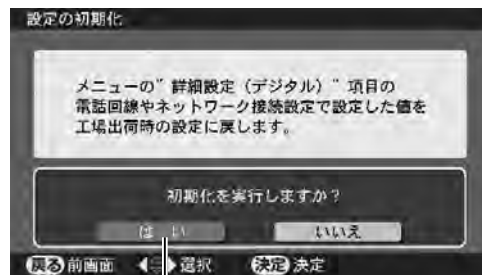 設定の初期化
メニューの”詳細設定（デジタル）”項目の
電話回線やネットワーク接続設定で設定した値を
工場出荷時の設定に戻します。
初期化を実行しますか？
はい いいえ
戻る 前画面 選択 決定 決定